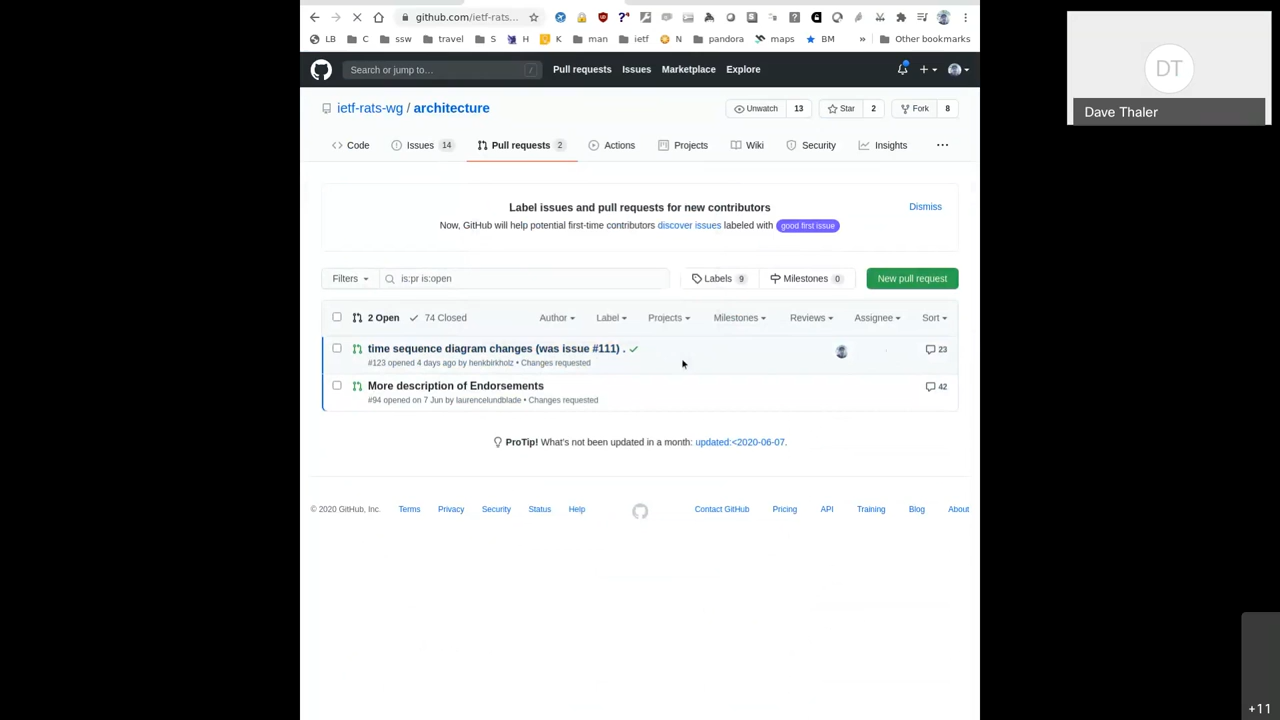 github.com/ietf-rats...
LB C ssw travel S H K man ietf N pandora maps BM » Other bookmarks
Search or jump to… / Pull requests Issues Marketplace Explore
ietf-rats-wg / architecture Unwatch 13 Star 2 Fork 8
Code Issues 14 Pull requests 2 Actions Projects Wiki Security Insights ...
Label issues and pull requests for new contributors Dismiss
Now, GitHub will help potential first-time contributors discover issues labeled with good first issue
Filters is:pr is:open Labels 9 Milestones 0 New pull request
2 Open 74 Closed Author Label Projects Milestones Reviews Assignee Sort
time sequence diagram changes (was issue #111) . 23
#123 opened 4 days ago by henkbirkholz • Changes requested
More description of Endorsements 42
#94 opened on 7 Jun by laurencelundblade • Changes requested
ProTip! What's not been updated in a month: updated:<2020-06-07.
© 2020 GitHub, Inc. Terms Privacy Security Status Help Contact GitHub Pricing API Training Blog About
DT
Dave Thaler
+11